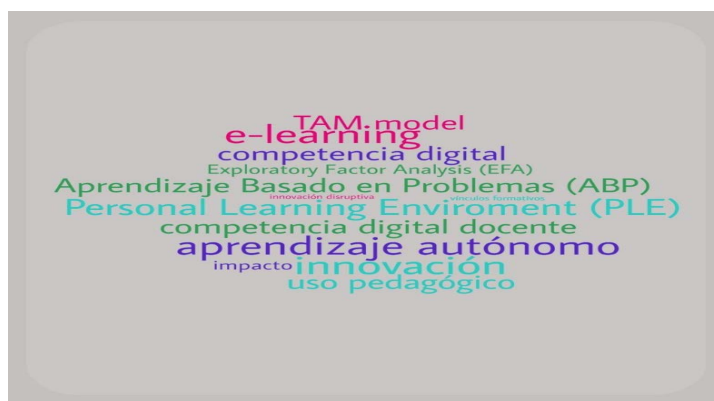 TAM model
e-learning
competencia digital
Exploratory Factor Analysis (EFA)
Aprendizaje Basado en Problemas (ABP)
innovación disruptiva vínculos formativos
Personal Learning Enviroment (PLE)
competencia digital docente
aprendizaje autónomo
impacto innovación
uso pedagógico